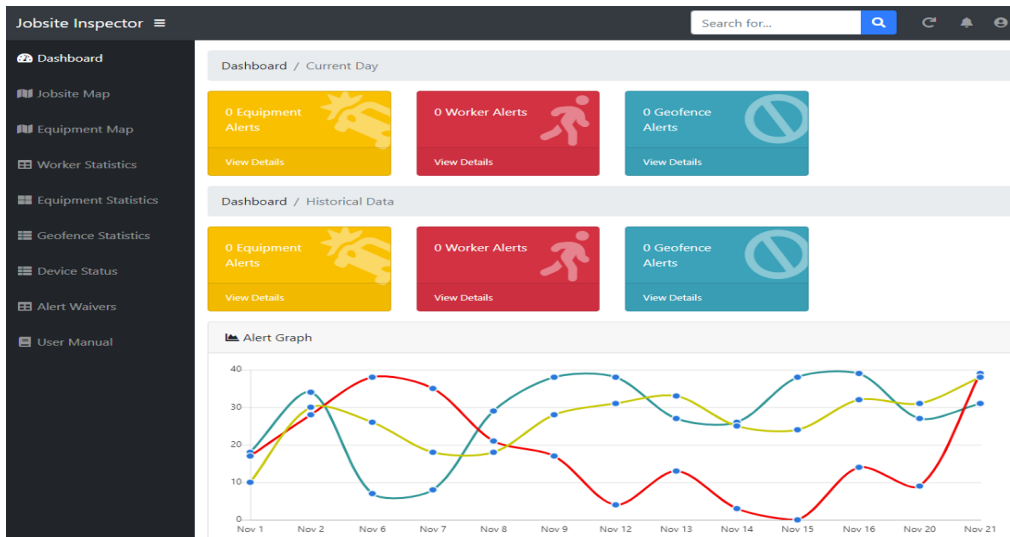 Jobsite Inspector
Search for...
Dashboard
Jobsite Map
Equipment Map
Worker Statistics
Equipment Statistics
Geofence Statistics
Device Status
Alert Waivers
User Manual
Dashboard / Current Day
0 Equipment
Alerts
View Details
0 Worker Alerts
View Details
0 Geofence
Alerts
View Details
Dashboard / Historical Data
0 Equipment
Alerts
View Details
0 Worker Alerts
View Details
0 Geofence
Alerts
View Details
Alert Graph
40
30
20
10
0
Nov 1 Nov 2 Nov 6 Nov 7 Nov 8 Nov 9 Nov 12 Nov 13 Nov 14 Nov 15 Nov 16 Nov 20 Nov 21